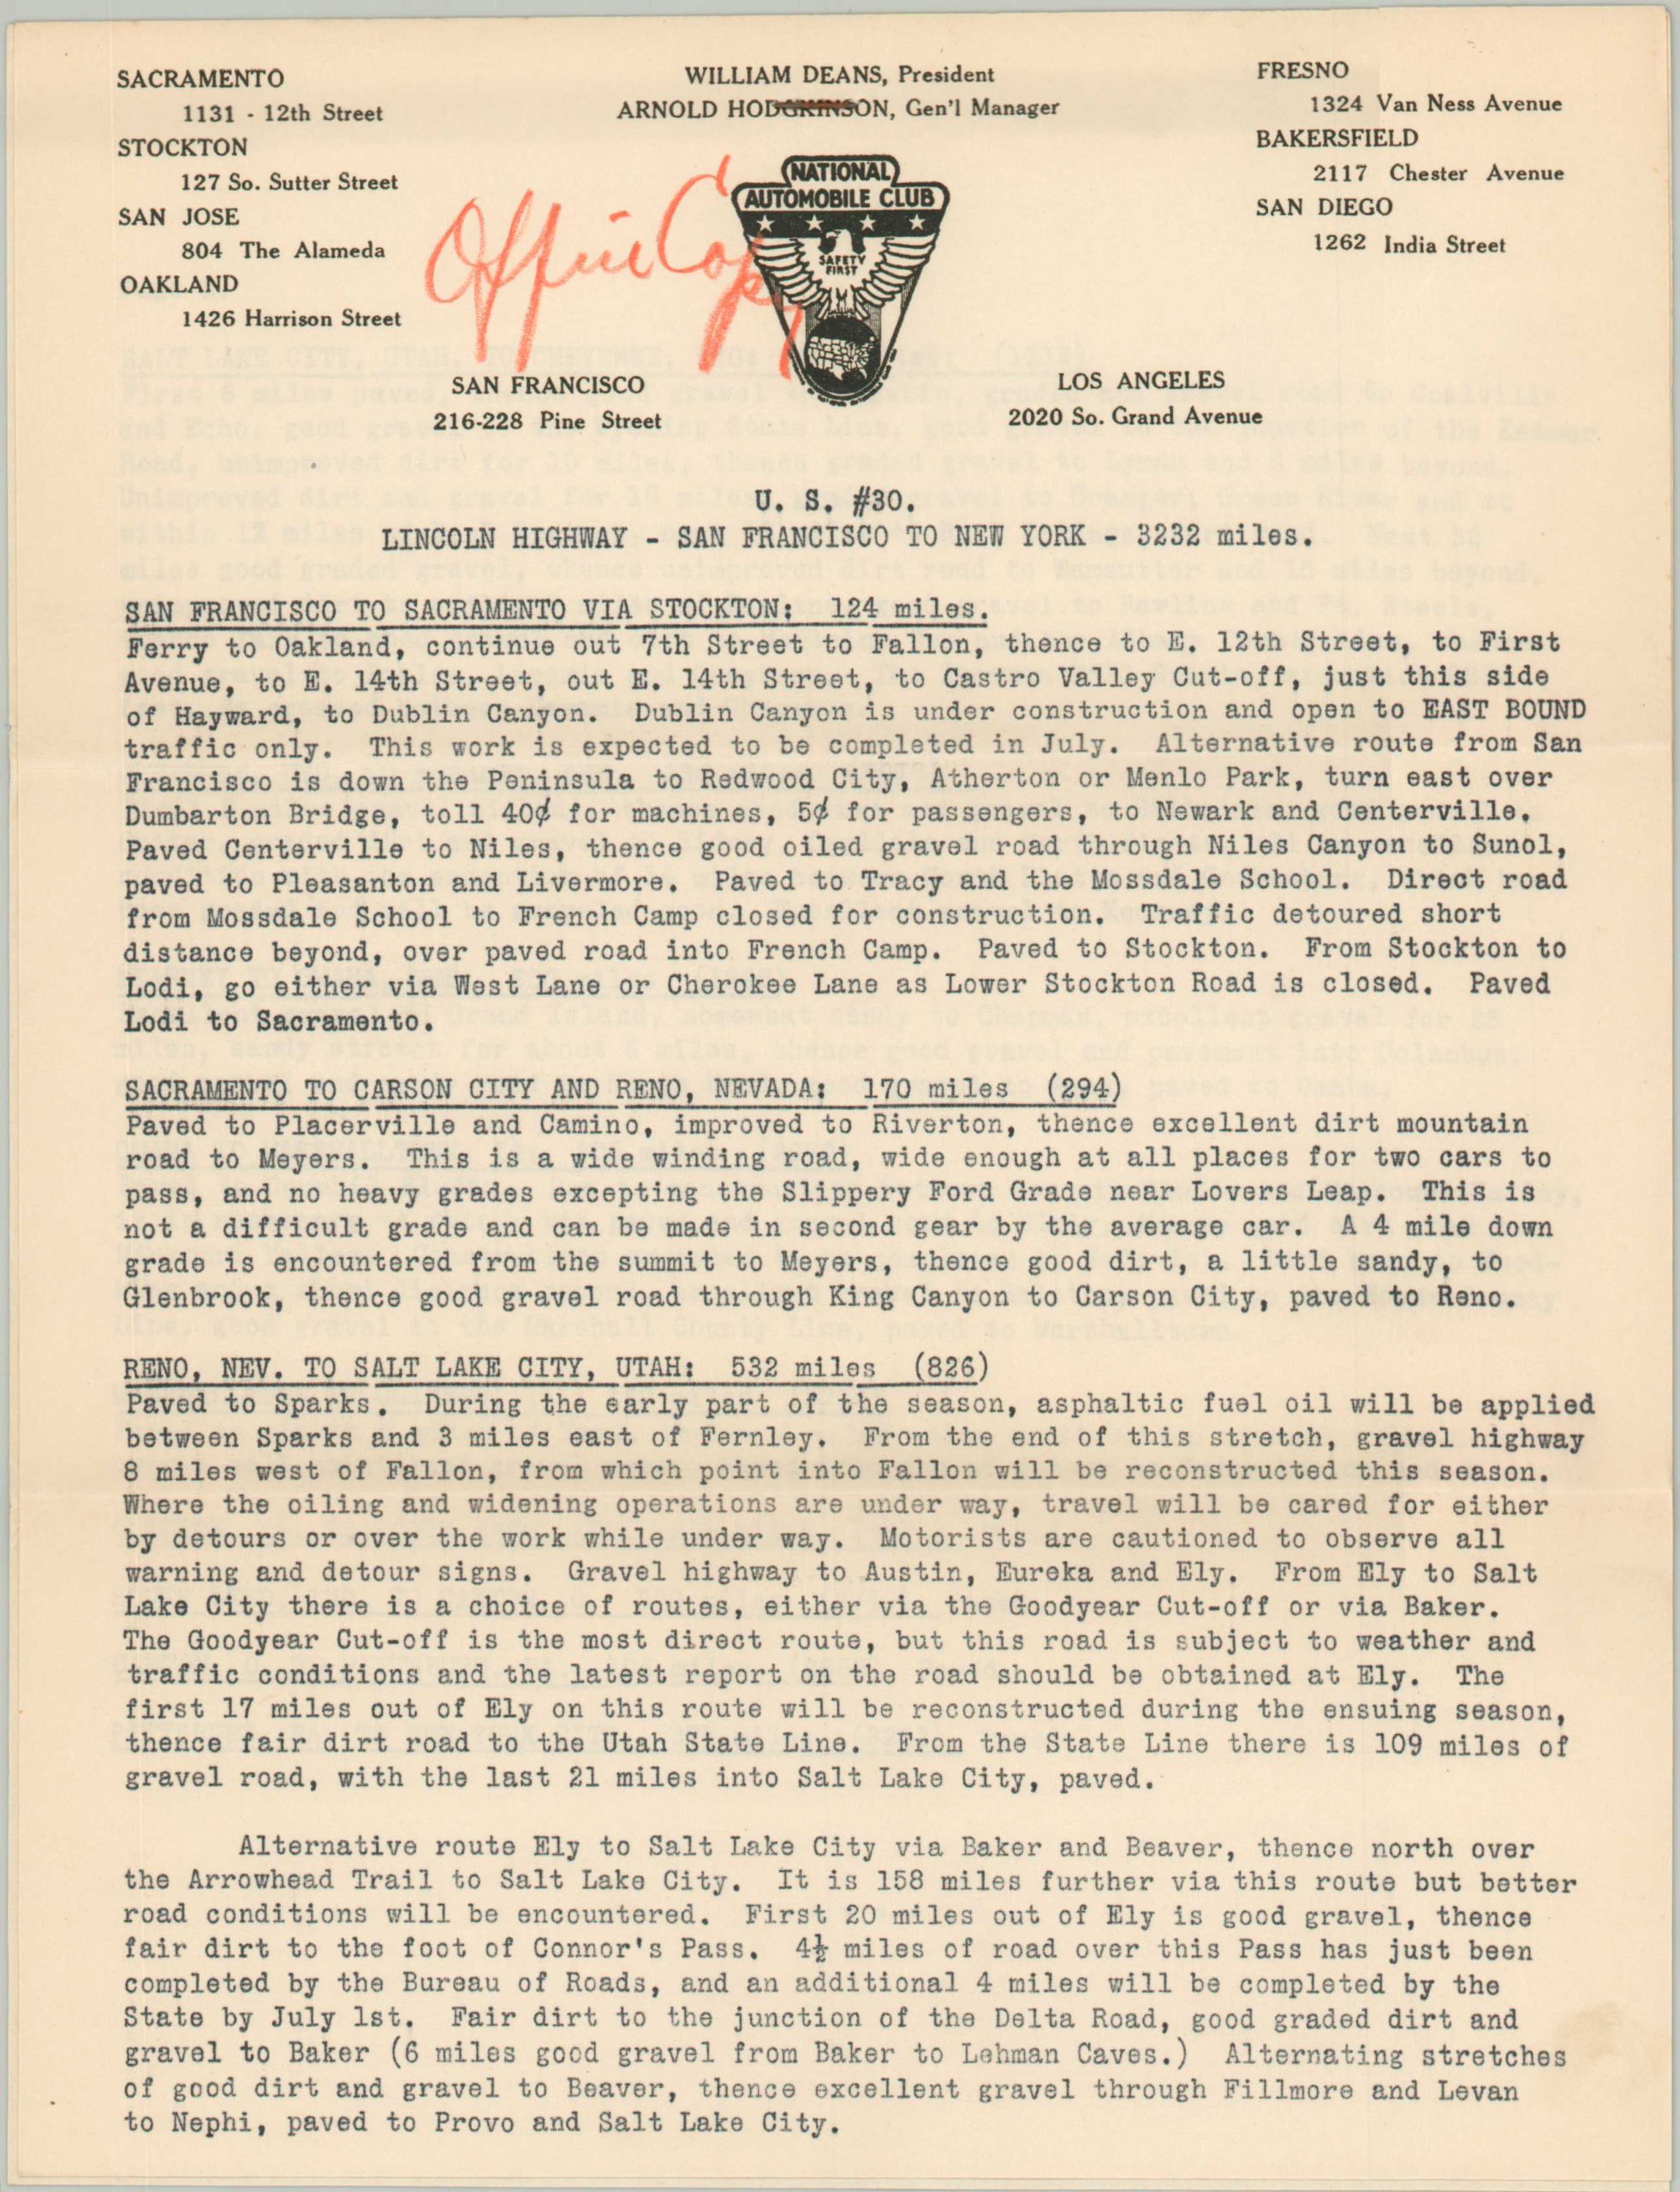 SACRAMENTO
1131 - 12th Street
STOCKTON
127 So. Sutter Street
SAN JOSE
804 The Alameda
OAKLAND
1426 Harrison Street
WILLIAM DEANS, President
ARNOLD HODGKINSON, Gen'l Manager
FRESNO
1324 Van Ness Avenue
BAKERSFIELD
2117 Chester Avenue
SAN DIEGO
1262 India Street
Office Copy
NATIONAL
AUTOMOBILE CLUB
SAFETY
FIRST
SAN FRANCISCO
216-228 Pine Street
LOS ANGELES
2020 So. Grand Avenue
U. S. #30.
LINCOLN HIGHWAY - SAN FRANCISCO TO NEW YORK - 3232 miles.
SAN FRANCISCO TO SACRAMENTO VIA STOCKTON: 124 miles.
Ferry to Oakland, continue out 7th Street to Fallon, thence to E. 12th Street, to First
Avenue, to E. 14th Street, out E. 14th Street, to Castro Valley Cut-off, just this side
of Hayward, to Dublin Canyon. Dublin Canyon is under construction and open to EAST BOUND
traffic only. This work is expected to be completed in July. Alternative route from San
Francisco is down the Peninsula to Redwood City, Atherton or Menlo Park, turn east over
Dumbarton Bridge, toll 40¢ for machines, 5¢ for passengers, to Newark and Centerville.
Paved Centerville to Niles, thence good oiled gravel road through Niles Canyon to Sunol,
paved to Pleasanton and Livermore. Paved to Tracy and the Mossdale School. Direct road
from Mossdale School to French Camp closed for construction. Traffic detoured short
distance beyond, over paved road into French Camp. Paved to Stockton. From Stockton to
Lodi, go either via West Lane or Cherokee Lane as Lower Stockton Road is closed. Paved
Lodi to Sacramento.
SACRAMENTO TO CARSON CITY AND RENO, NEVADA: 170 miles (294)
Paved to Placerville and Camino, improved to Riverton, thence excellent dirt mountain
road to Meyers. This is a wide winding road, wide enough at all places for two cars to
pass, and no heavy grades excepting the Slippery Ford Grade near Lovers Leap. This is
not a difficult grade and can be made in second gear by the average car. A 4 mile down
grade is encountered from the summit to Meyers, thence good dirt, a little sandy, to
Glenbrook, thence good gravel road through King Canyon to Carson City, paved to Reno.
RENO, NEV. TO SALT LAKE CITY, UTAH: 532 miles (826)
Paved to Sparks. During the early part of the season, asphaltic fuel oil will be applied
between Sparks and 3 miles east of Fernley. From the end of this stretch, gravel highway
8 miles west of Fallon, from which point into Fallon will be reconstructed this season.
Where the oiling and widening operations are under way, travel will be cared for either
by detours or over the work while under way. Motorists are cautioned to observe all
warning and detour signs. Gravel highway to Austin, Eureka and Ely. From Ely to Salt
Lake City there is a choice of routes, either via the Goodyear Cut-off or via Baker.
The Goodyear Cut-off is the most direct route, but this road is subject to weather and
traffic conditions and the latest report on the road should be obtained at Ely. The
first 17 miles out of Ely on this route will be reconstructed during the ensuing season,
thence fair dirt road to the Utah State Line. From the State Line there is 109 miles of
gravel road, with the last 21 miles into Salt Lake City, paved.
Alternative route Ely to Salt Lake City via Baker and Beaver, thence north over
the Arrowhead Trail to Salt Lake City. It is 158 miles further via this route but better
road conditions will be encountered. First 20 miles out of Ely is good gravel, thence
fair dirt to the foot of Connor's Pass. 4½ miles of road over this Pass has just been
completed by the Bureau of Roads, and an additional 4 miles will be completed by the
State by July 1st. Fair dirt to the junction of the Delta Road, good graded dirt and
gravel to Baker (6 miles good gravel from Baker to Lehman Caves.) Alternating stretches
of good dirt and gravel to Beaver, thence excellent gravel through Fillmore and Levan
to Nephi, paved to Provo and Salt Lake City.